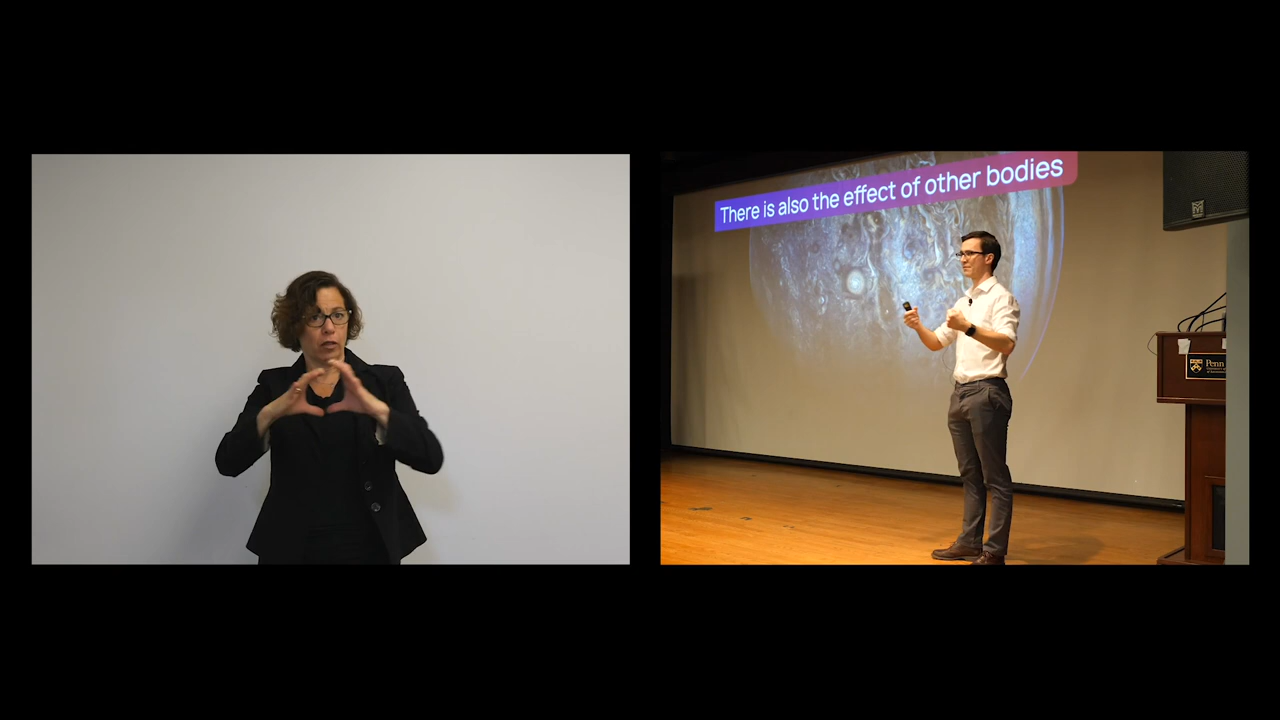 There is also the effect of other bodies
Penn